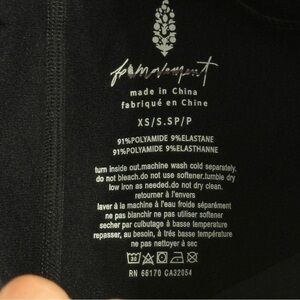 fp movement
made in China
fabriqué en Chine
XS/S.SP/P
91%POLYAMIDE 9%ELASTANE
91%POLYAMIDE 9%ELASTHANNE
turn inside out.machine wash cold separately.
do not bleach.do not use softener.tumble dry
low iron as needed.do not dry clean.
retourner à l'envers
laver à la machine à l'eau froide séparément
ne pas blanchir ne pas utiliser softener
secher par culbutage à basse temperature
repasser, au besoin, à très basse température
ne pas nettoyer à sec
RN 66170 CA32054